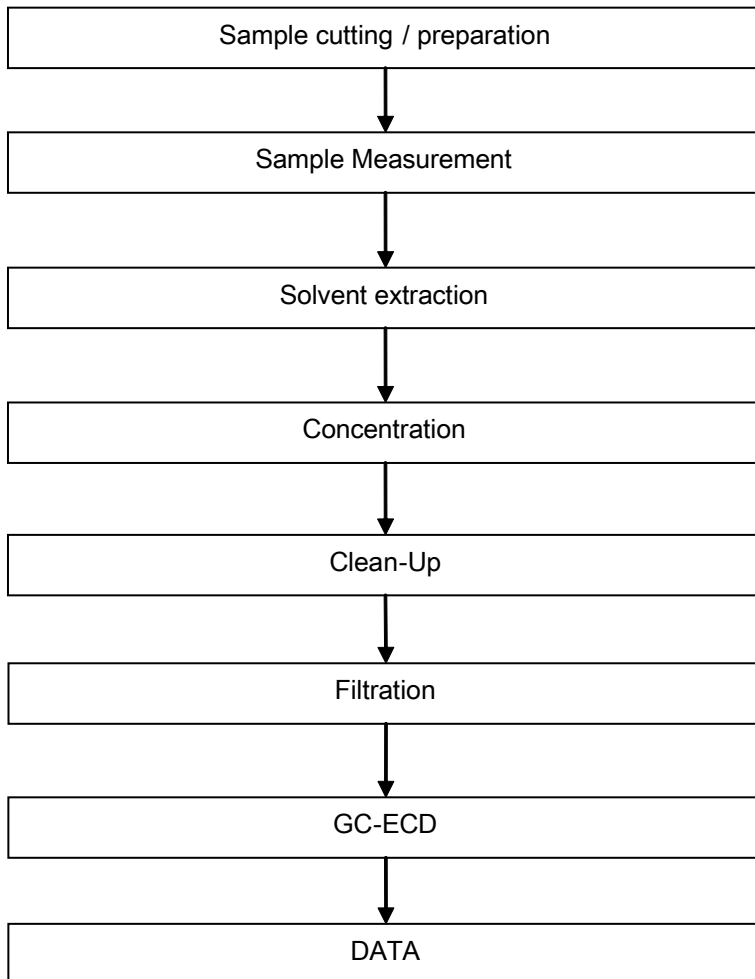 Sample cutting / preparation
Sample Measurement
Solvent extraction
Concentration
Clean-Up
Filtration
GC-ECD
DATA